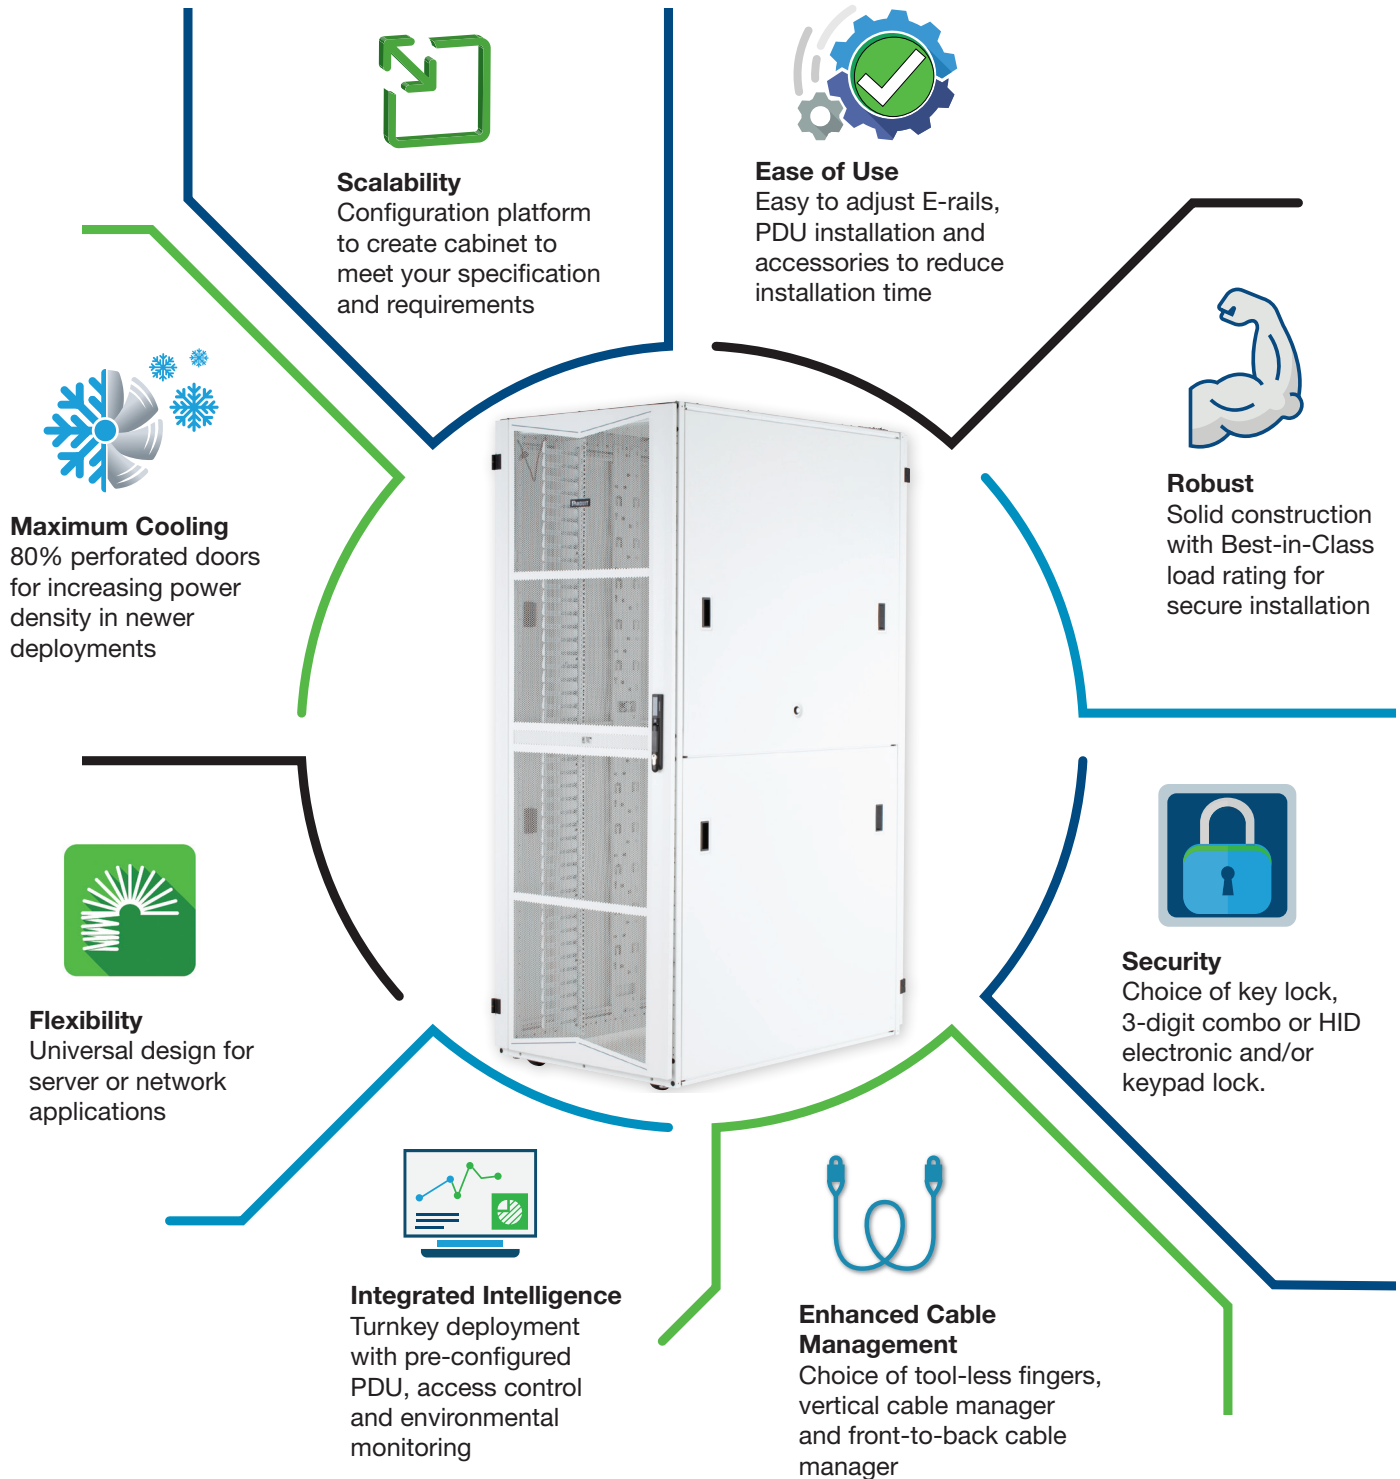 Scalability
Configuration platform
to create cabinet to
meet your specification
and requirements
Ease of Use
Easy to adjust E-rails,
PDU installation and
accessories to reduce
installation time
Robust
Solid construction
with Best-in-Class
load rating for
secure installation
Maximum Cooling
80% perforated doors
for increasing power
density in newer
deployments
Security
Choice of key lock,
3-digit combo or HID
electronic and/or
keypad lock.
Flexibility
Universal design for
server or network
applications
Integrated Intelligence
Turnkey deployment
with pre-configured
PDU, access control
and environmental
monitoring
Enhanced Cable
Management
Choice of tool-less fingers,
vertical cable manager
and front-to-back cable
manager